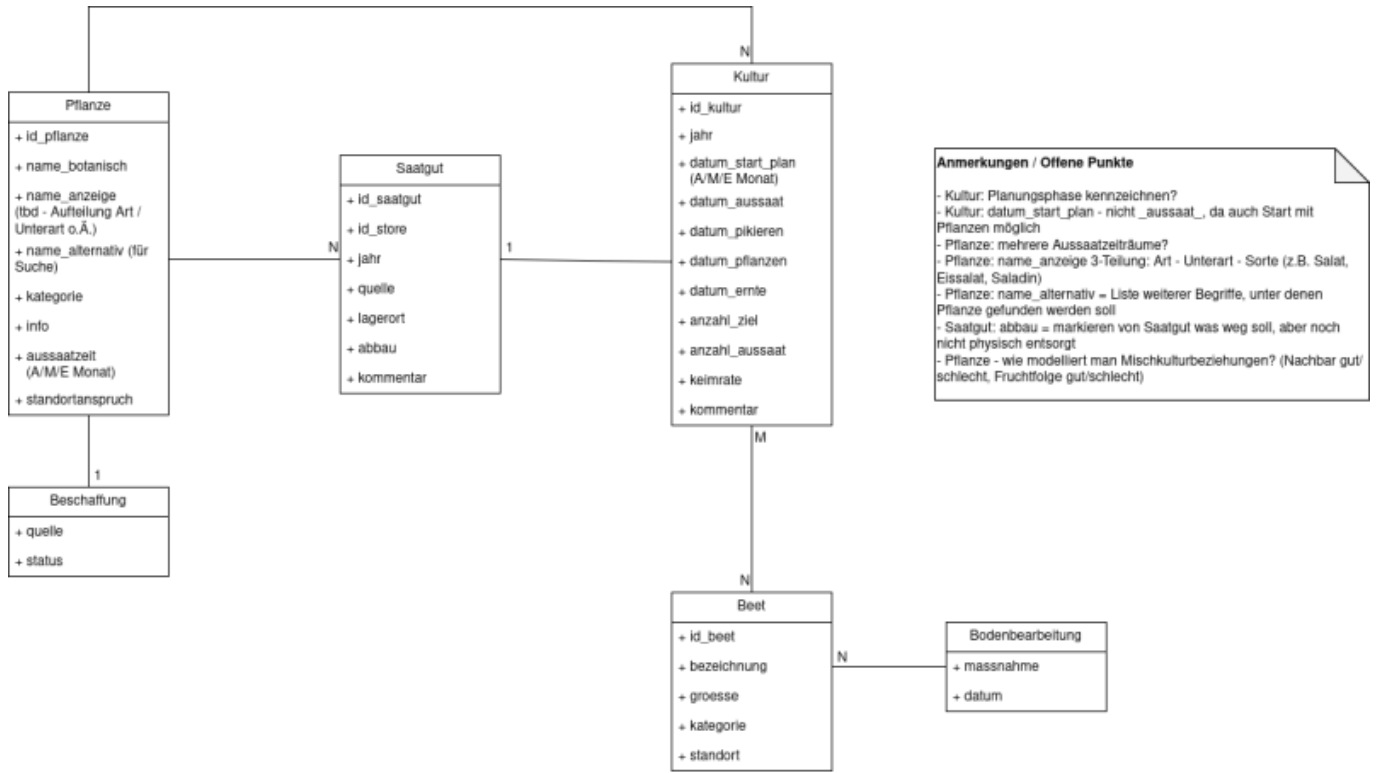 N
Pflanze
+ id_pflanze
+ name_botanisch
+ name_anzeige
(tbd - Aufteilung Art /
Unterart o.Ä.)
+ name_alternativ (für
Suche)
+ kategorie
+ info
+ aussaatzeit
(A/M/E Monat)
+ standortanspruch
1
Beschaffung
+ quelle
+ status
N
Saatgut
+ id_saatgut
+ id_store
+ jahr
+ quelle
+ lagerort
+ abbau
+ kommentar
1
Kultur
+ id_kultur
+ jahr
+ datum_start_plan
(A/M/E Monat)
+ datum_aussaat
+ datum_pikieren
+ datum_pflanzen
+ datum_ernte
+ anzahl_ziel
+ anzahl_aussaat
+ keimrate
+ kommentar
M
N
Beet
+ id_beet
+ bezeichnung
+ groesse
+ kategorie
+ standort
N
Bodenbearbeitung
+ massnahme
+ datum
Anmerkungen / Offene Punkte
- Kultur: Planungsphase kennzeichnen?
- Kultur: datum_start_plan - nicht _aussaat_, da auch Start mit
Pflanzen möglich
- Pflanze: mehrere Aussaatzeiträume?
- Pflanze: name_anzeige 3-Teilung: Art - Unterart - Sorte (z.B. Salat,
Eissalat, Saladin)
- Pflanze: name_alternativ = Liste weiterer Begriffe, unter denen
Pflanze gefunden werden soll
- Saatgut: abbau = markieren von Saatgut was weg soll, aber noch
nicht physisch entsorgt
- Pflanze - wie modelliert man Mischkulturbeziehungen? (Nachbar gut/
schlecht, Fruchtfolge gut/schlecht)